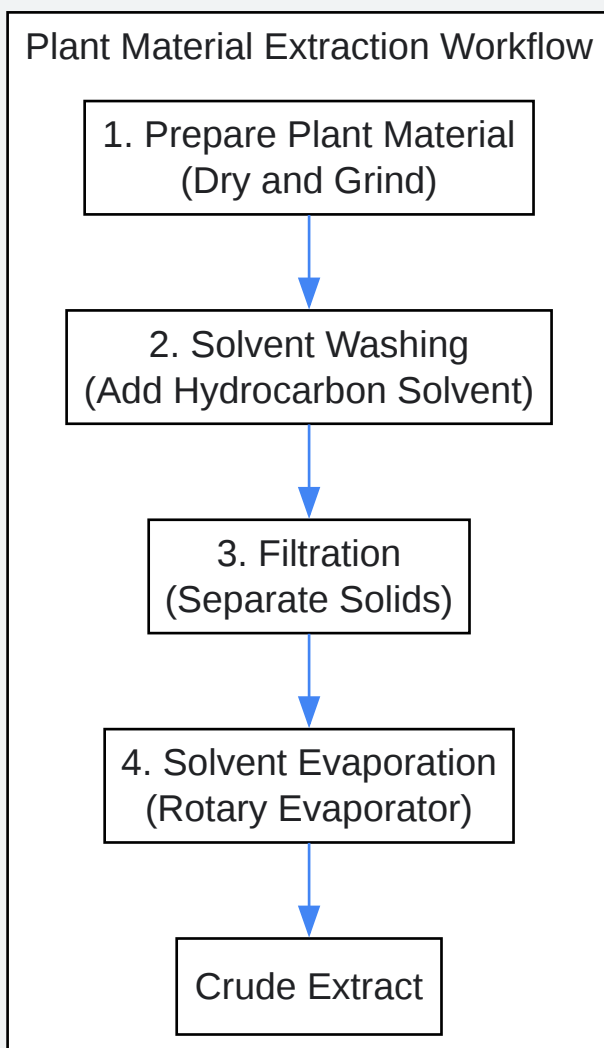 Plant Material Extraction Workflow
1. Prepare Plant Material
(Dry and Grind)
2. Solvent Washing
(Add Hydrocarbon Solvent)
3. Filtration
(Separate Solids)
4. Solvent Evaporation
(Rotary Evaporator)
Crude Extract